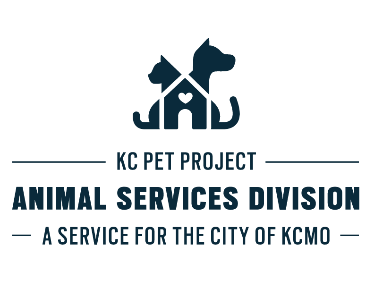 KC PET PROJECT
ANIMAL SERVICES DIVISION
A SERVICE FOR THE CITY OF KCMO